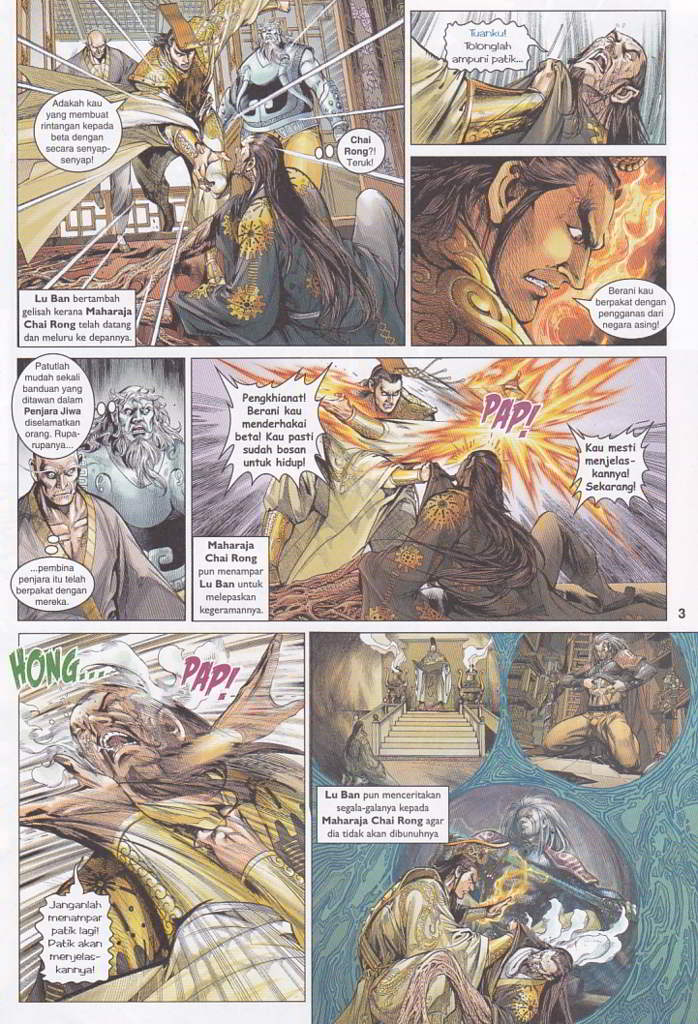 Adakah kau
yang membuat
rintangan kepada
beta dengan
secara senyap-
senyap!
Chai
Rong?!
Teruk!
Lu Ban bertambah
gelisah kerana Maharaja
Chai Rong telah datang
dan meluru ke depannya.
Tuanku!
Tolonglah
ampuni patik...
Berani kau
berpakat dengan
pengganas dari
negara asing!
Patutlah
mudah sekali
banduan yang
ditawan dalam
Penjara Jiwa
diselamatkan
orang. Rupa-
rupanya...
...pembina
penjara itu telah
berpakat dengan
mereka.
Pengkhianat!
Berani kau
menderhakai
beta! Kau pasti
sudah bosan
untuk hidup!
PAP!
Kau mesti
menjelas-
kannya!
Sekarang!
Maharaja
Chai Rong
pun menampar
Lu Ban untuk
melepaskan
kegeramannya.
3
HONG...
PAP!
Janganlah
menampar
patik lagi!
Patik akan
menjelas-
kannya!
Lu Ban pun menceritakan
segala-galanya kepada
Maharaja Chai Rong agar
dia tidak akan dibunuhnya